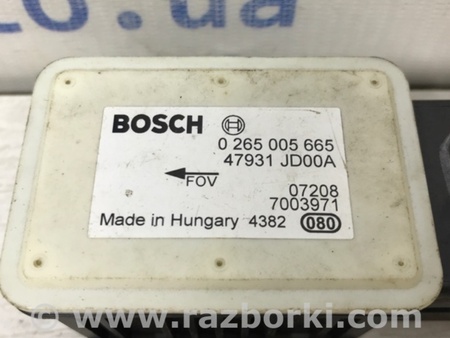 BOSCH
0 265 005 665
47931 JD00A
FOV
07208
7003971
Made in Hungary 4382 080
www.razborki.com